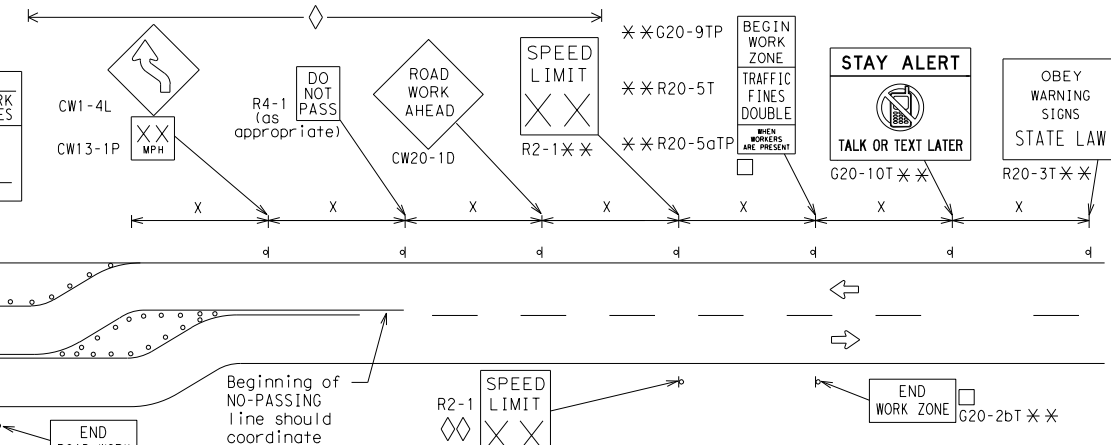 CW1-4L
X X
MPH
CW13-1P
R4-1
(as
appropriate)
DO
NOT
PASS
ROAD
WORK
AHEAD
CW20-1D
SPEED
LIMIT
X X
R2-1**
**G20-9TP
**R20-5T
**R20-5aTP
BEGIN
WORK
ZONE
TRAFFIC
FINES
DOUBLE
WHEN
WORKERS
ARE PRESENT
STAY ALERT
TALK OR TEXT LATER
G20-10T**
OBEY
WARNING
SIGNS
STATE LAW
R20-3T**
X X X X X X X
Beginning of
NO-PASSING
line should
coordinate
R2-1
SPEED
LIMIT
X X
END
WORK ZONE
G20-2bT**
END